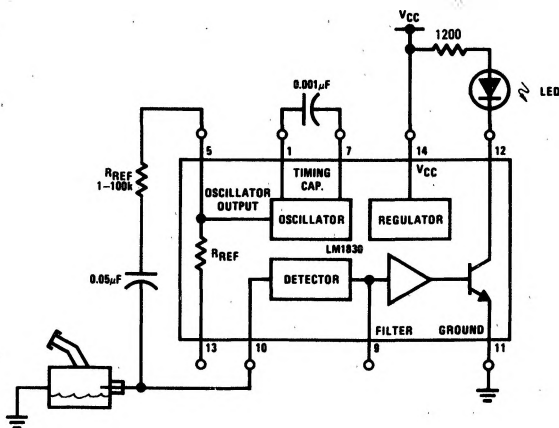 VCC
1200
LED
0.001μF
5
1
7
14
12
RREF
1–100k
OSCILLATOR
OUTPUT
TIMING
CAP.
VCC
OSCILLATOR
REGULATOR
RREF
LM1830
DETECTOR
0.05μF
FILTER
GROUND
13
10
9
11